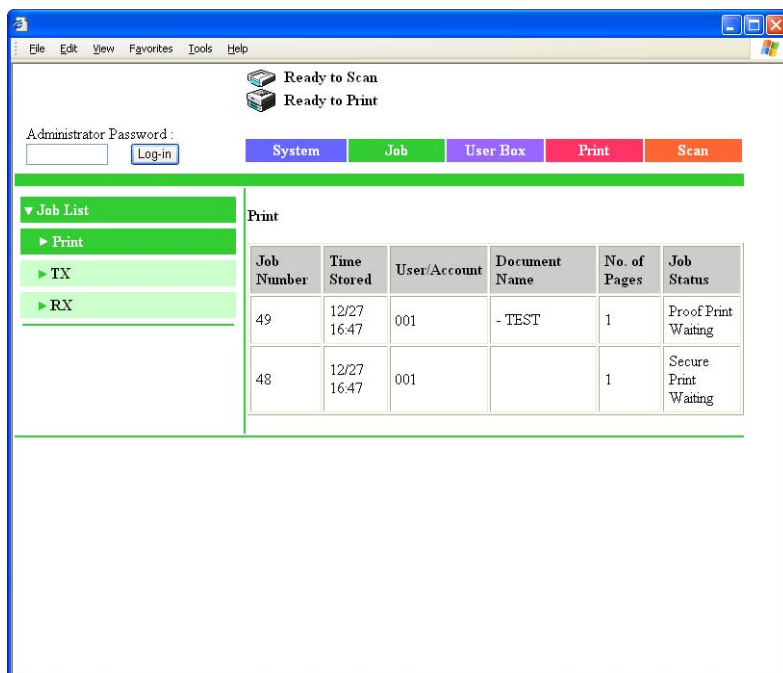 File Edit View Favorites Tools Help
Ready to Scan
Ready to Print
Administrator Password :
Log-in
System Job User Box Print Scan
▼ Job List
► Print
► TX
► RX
Print
Job Number Time Stored User/Account Document Name No. of Pages Job Status
49 12/27 16:47 001 - TEST 1 Proof Print Waiting
48 12/27 16:47 001 1 Secure Print Waiting